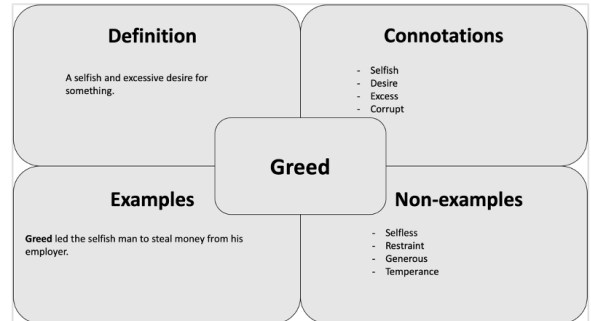 Definition
A selfish and excessive desire for
something.
Connotations
- Selfish
- Desire
- Excess
- Corrupt
Greed
Examples
Greed led the selfish man to steal money from his
employer.
Non-examples
- Selfless
- Restraint
- Generous
- Temperance